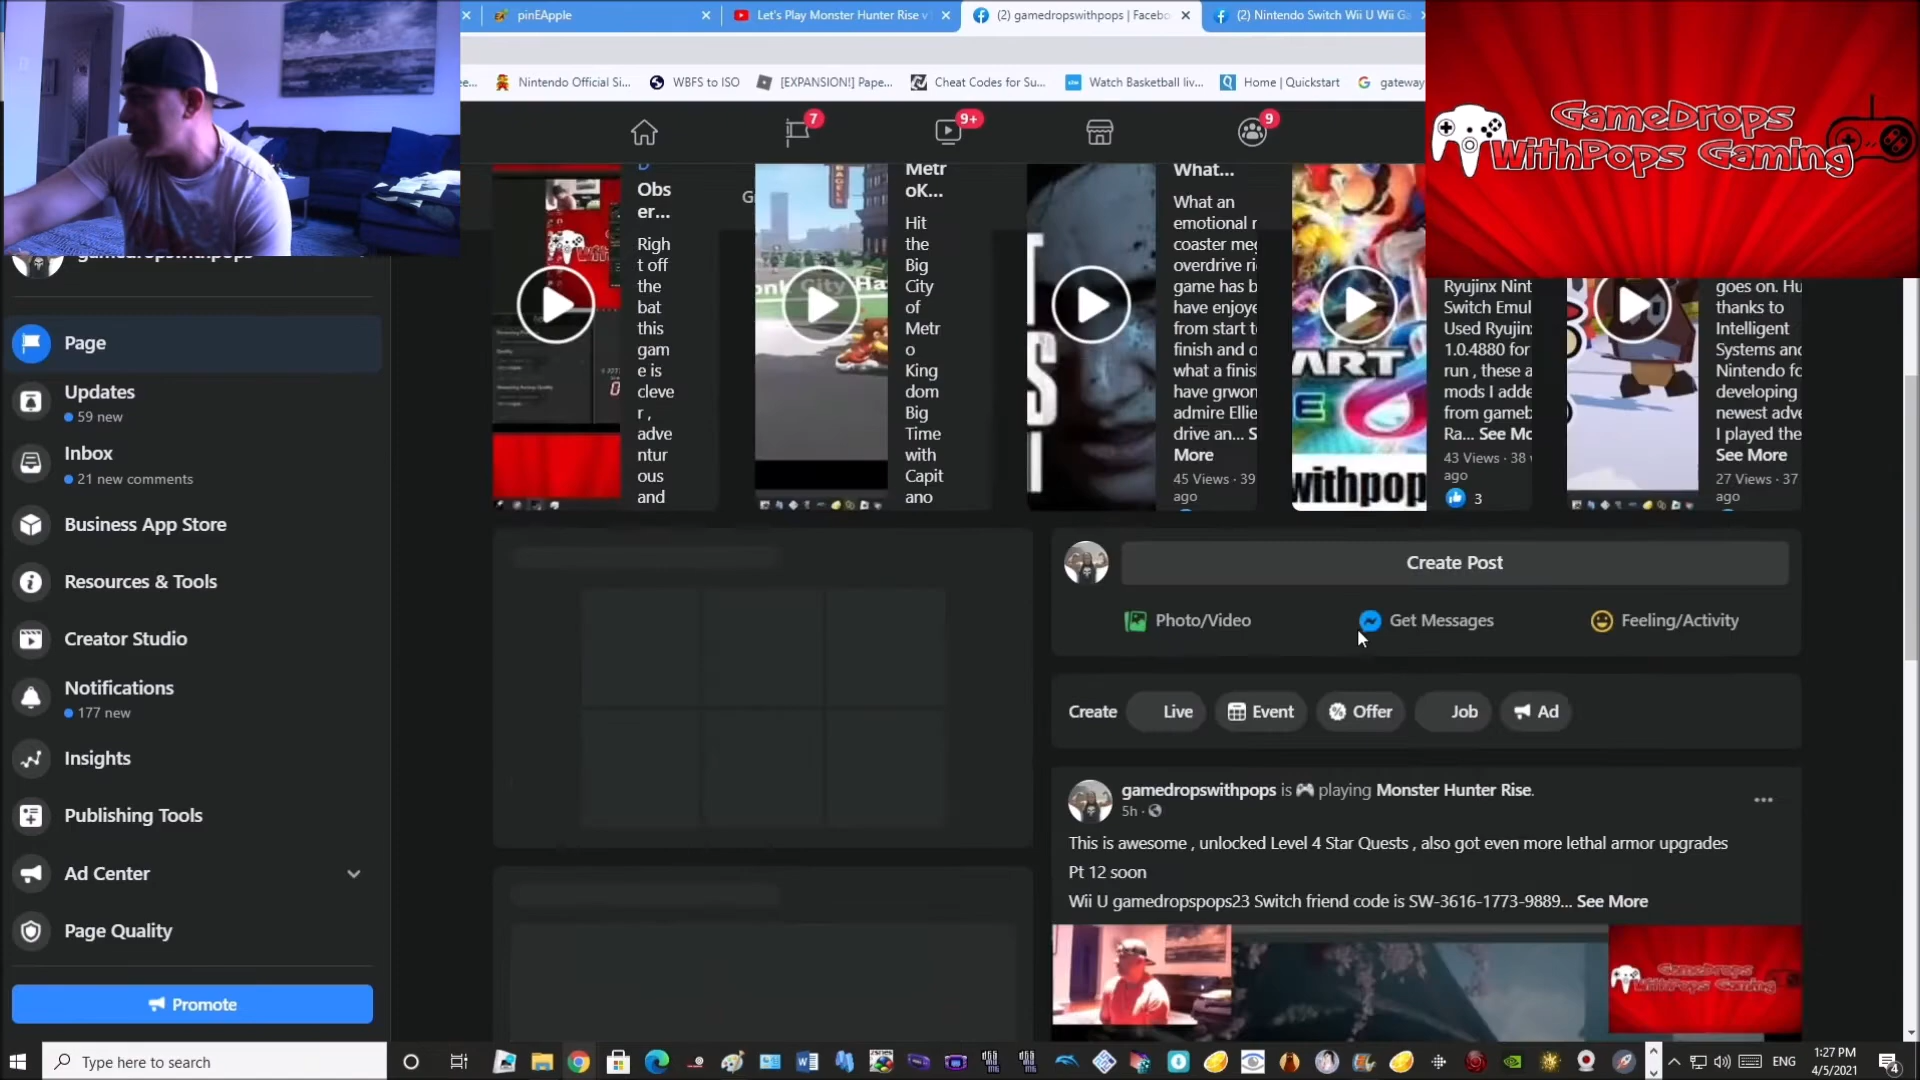 pinEApple
Let's Play Monster Hunter Rise v
(2) gamedropswithpops | Facebo
(2) Nintendo Switch Wii U Wii Ga
Nintendo Official Si...
WBFS to ISO
[EXPANSION!] Pape...
Cheat Codes for Su...
Watch Basketball liv...
Home | Quickstart
gateway
GameDrops
WithPops Gaming
7
9+
9
gamedropswithpops
Page
Updates
59 new
Inbox
21 new comments
Business App Store
Resources & Tools
Creator Studio
Notifications
177 new
Insights
Publishing Tools
Ad Center
Page Quality
Promote
Obs
er...
Righ
t off
the
bat
this
gam
e is
cleve
r ,
adve
ntur
ous
and
Metr
oK...
Hit
the
Big
City
of
Metr
o
King
dom
Big
Time
with
Capit
ano
What...
What an
emotional r
coaster meg
overdrive ri
game has b
have enjoye
from start t
finish and o
what a finis
have grwon
admire Ellie
drive an... S
More
45 Views · 39
ago
ART
withpop
Ryujinx Nint
Switch Emul
Used Ryujin
1.0.4880 for
run , these a
mods I added
from gameb
Ra... See Mo
43 Views · 38 w
ago
3
goes on. Hu
thanks to
Intelligent
Systems and
Nintendo fo
developing
newest adve
I played the
See More
27 Views · 37
ago
Create Post
Photo/Video
Get Messages
Feeling/Activity
Create
Live
Event
Offer
Job
Ad
gamedropswithpops is playing Monster Hunter Rise.
5h ·
This is awesome , unlocked Level 4 Star Quests , also got even more lethal armor upgrades
Pt 12 soon
Wii U gamedropspops23 Switch friend code is SW-3616-1773-9889... See More
GameDrops
WithPops Gaming
Type here to search
ENG
1:27 PM
4/5/2021
4